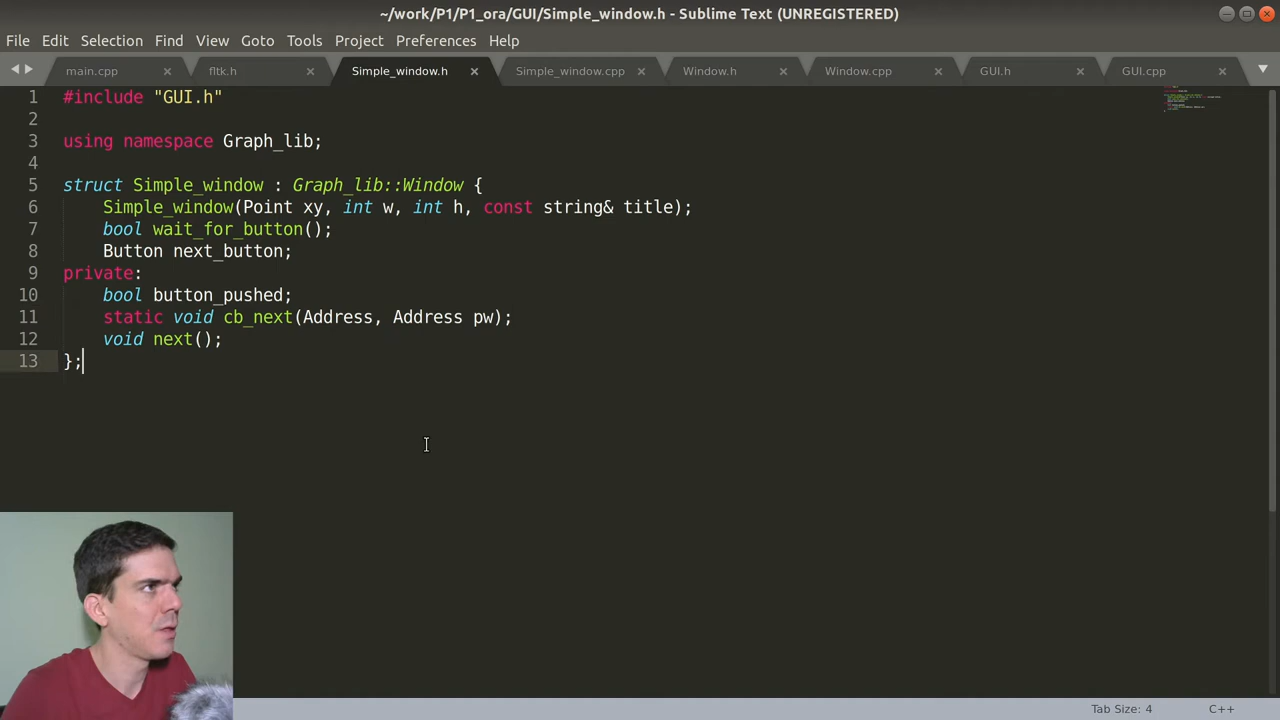 ~/work/P1/P1_ora/GUI/Simple_window.h - Sublime Text (UNREGISTERED)
File Edit Selection Find View Goto Tools Project Preferences Help
main.cpp fltk.h Simple_window.h Simple_window.cpp Window.h Window.cpp GUI.h GUI.cpp
1 #include "GUI.h"
2
3 using namespace Graph_lib;
4
5 struct Simple_window : Graph_lib::Window {
6 Simple_window(Point xy, int w, int h, const string& title);
7 bool wait_for_button();
8 Button next_button;
9 private:
10 bool button_pushed;
11 static void cb_next(Address, Address pw);
12 void next();
13 };
Tab Size: 4 C++